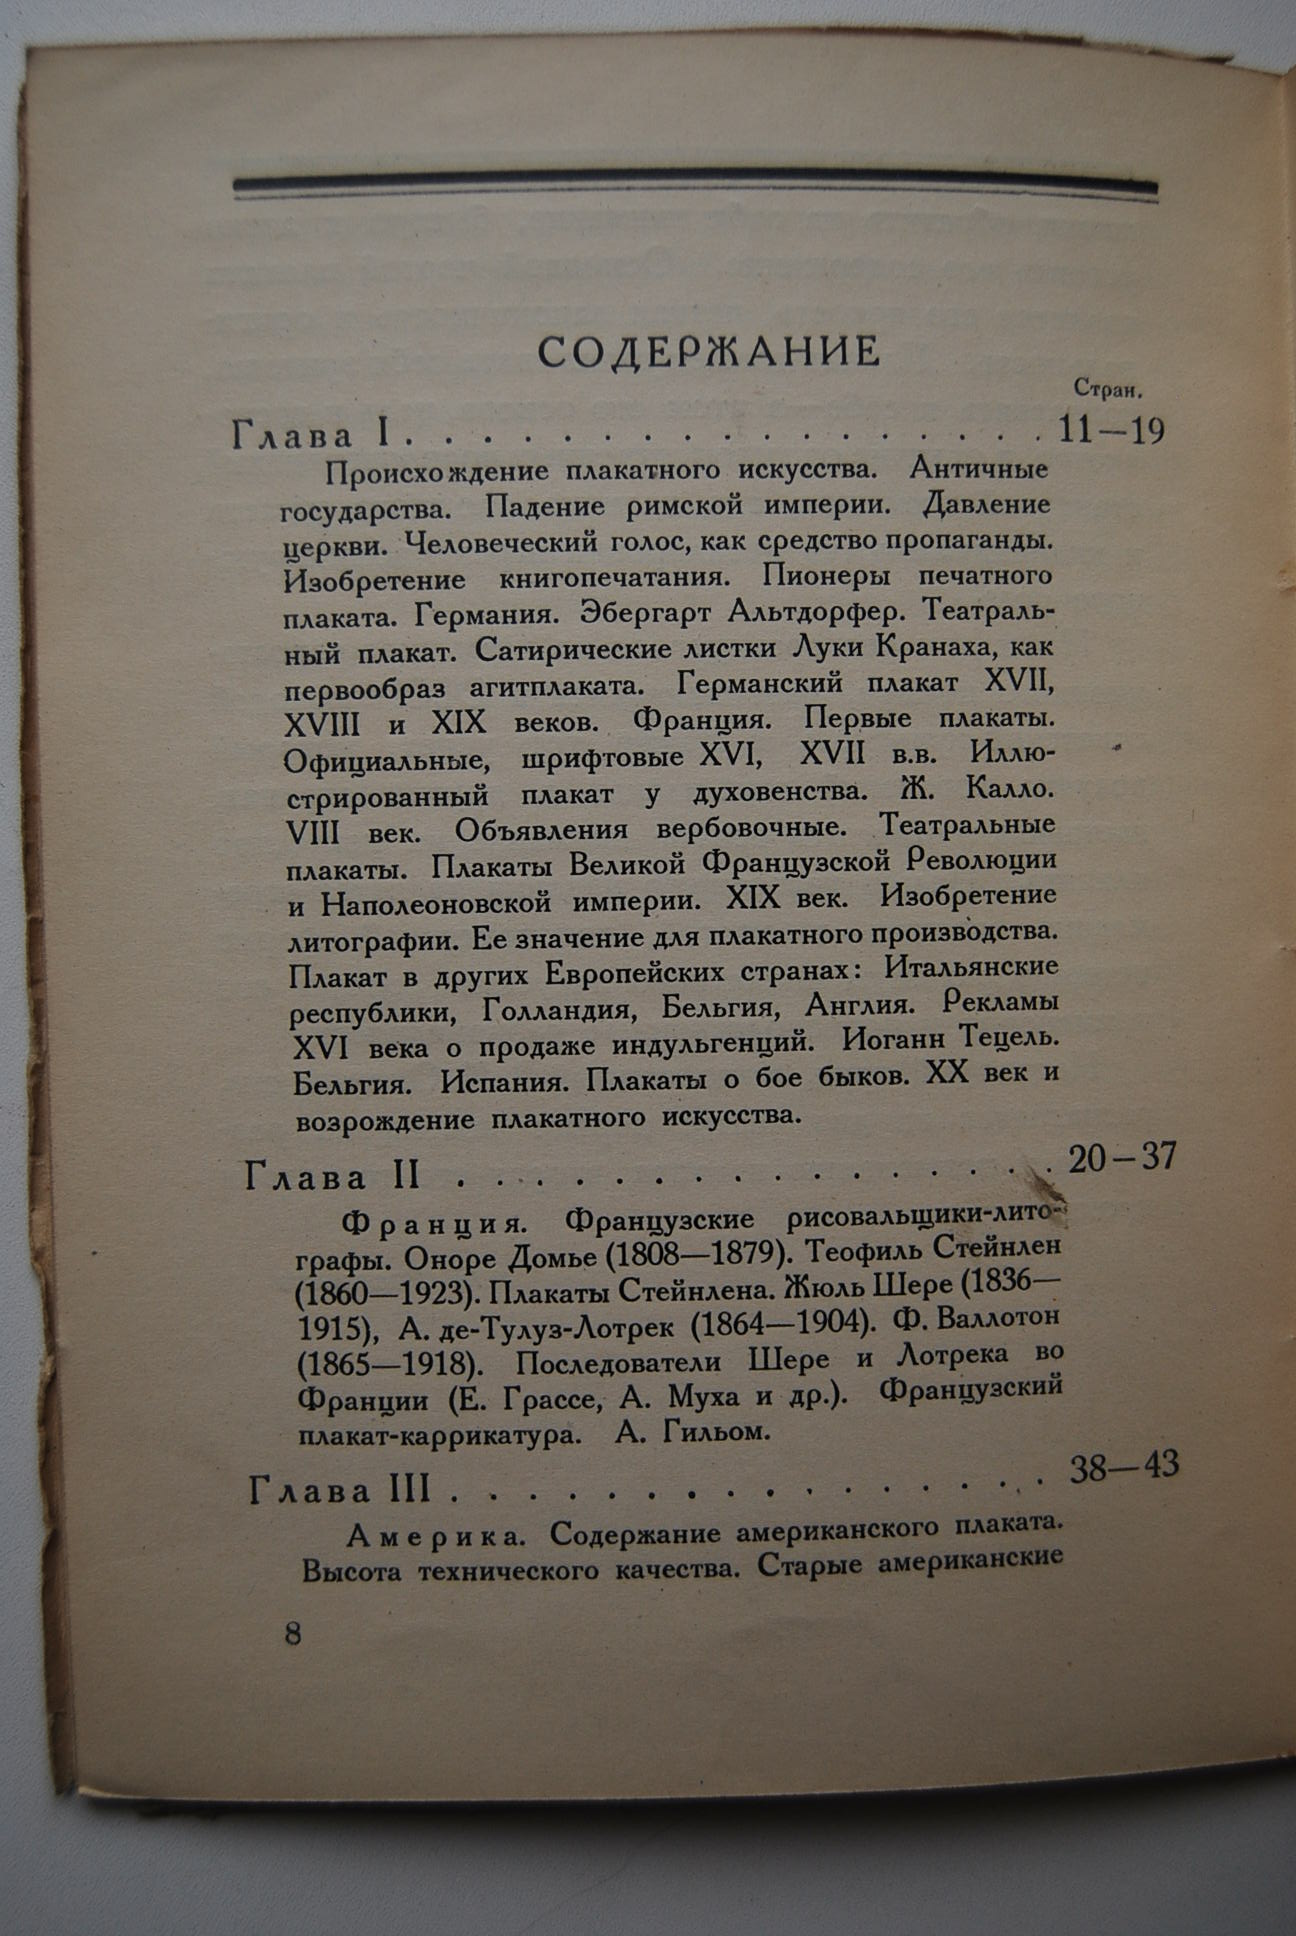 СОДЕРЖАНИЕ
Стран.
Глава I . . . . . . . . . . . . . . . . . 11—19
Происхождение плакатного искусства. Античные
государства. Падение римской империи. Давление
церкви. Человеческий голос, как средство пропаганды.
Изобретение книгопечатания. Пионеры печатного
плаката. Германия. Эбергарт Альтдорфер. Театраль-
ный плакат. Сатирические листки Луки Кранаха, как
первообраз агитплаката. Германский плакат XVII,
XVIII и XIX веков. Франция. Первые плакаты.
Официальные, шрифтовые XVI, XVII в.в. Иллю-
стрированный плакат у духовенства. Ж. Калло.
VIII век. Объявления вербовочные. Театральные
плакаты. Плакаты Великой Французской Революции
и Наполеоновской империи. XIX век. Изобретение
литографии. Ее значение для плакатного производства.
Плакат в других Европейских странах: Итальянские
республики, Голландия, Бельгия, Англия. Рекламы
XVI века о продаже индульгенций. Иоганн Тецель.
Бельгия. Испания. Плакаты о бое быков. XX век и
возрождение плакатного искусства.
Глава II . . . . . . . . . . . . . . . . 20—37
Франция. Французские рисовальщики-лито-
графы. Оноре Домье (1808—1879). Теофиль Стейнлен
(1860—1923). Плакаты Стейнлена. Жюль Шере (1836—
1915), А. де-Тулуз-Лотрек (1864—1904). Ф. Валлотон
(1865—1918). Последователи Шере и Лотрека во
Франции (Е. Грассе, А. Муха и др.). Французский
плакат-каррикатура. А. Гильом.
Глава III . . . . . . . . . . . . . . . . 38—43
Америка. Содержание американского плаката.
Высота технического качества. Старые американские
8